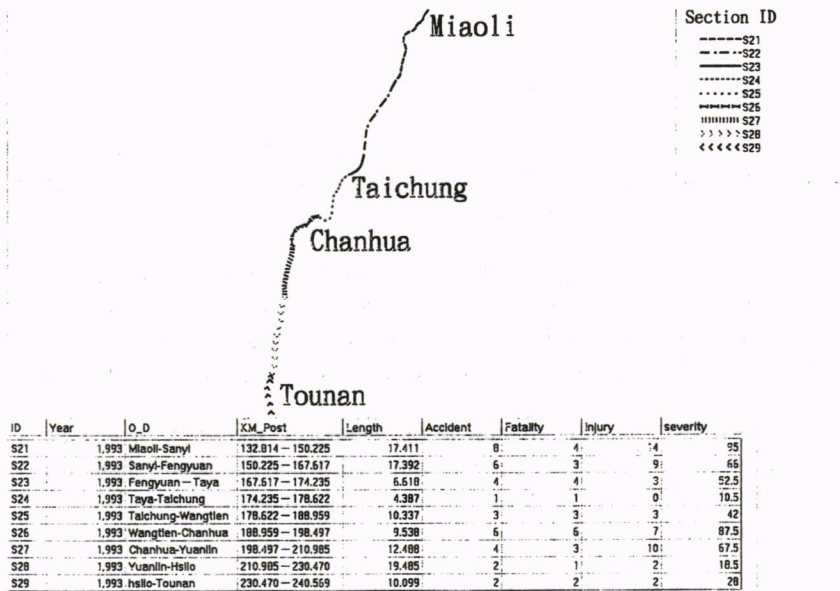 Miaoli
Taichung
Chanhua
Tounan
Section ID
S21
S22
S23
S24
S25
S26
S27
S28
S29
ID Year O_D KM_Post Length Accident Fatality Injury severity
S21 1,993 Miaoli-Sanyi 132.814 — 150.225 17.411 8 4 14 95
S22 1,993 Sanyi-Fengyuan 150.225 — 167.617 17.392 6 3 9 66
S23 1,993 Fengyuan — Taya 167.617 — 174.235 6.618 4 4 3 52.5
S24 1,993 Taya-Taichung 174.235 — 178.622 4.387 1 1 0 10.5
S25 1,993 Taichung-Wangtien 178.622 — 188.959 10.337 3 3 3 42
S26 1,993 Wangtien-Chanhua 188.959 — 198.497 9.538 6 6 7 87.5
S27 1,993 Chanhua-Yuanlin 198.497 — 210.985 12.488 4 3 10 67.5
S28 1,993 Yuanlin-Hsilo 210.985 — 230.470 19.485 2 1 2 18.5
S29 1,993 hsilo-Tounan 230.470 — 240.569 10.099 2 2 2 28